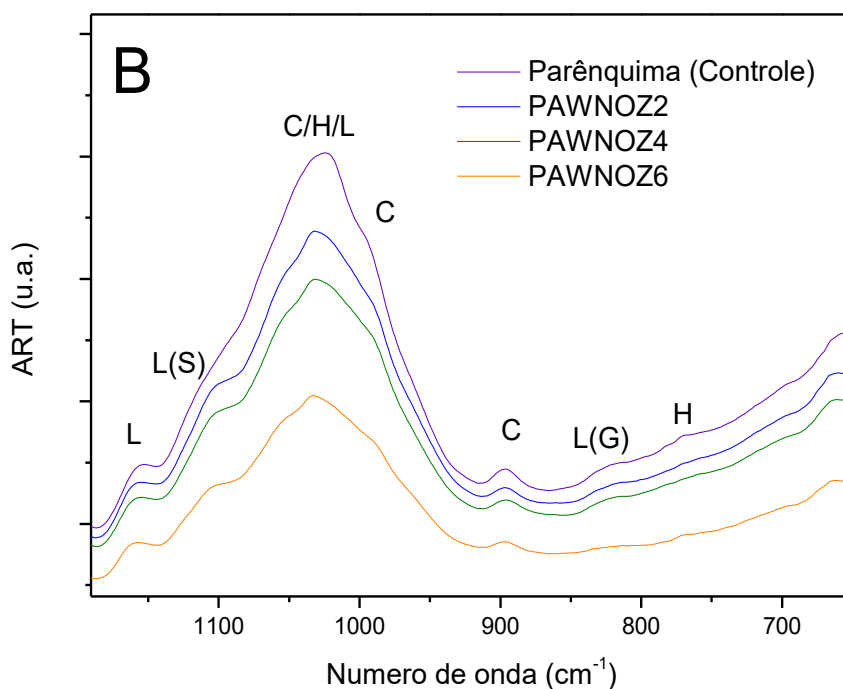 B
Parênquima (Controle)
PAWNOZ2
PAWNOZ4
PAWNOZ6
C/H/L
C
L(S)
L
C
L(G)
H
ART (u.a.)
1100
1000
900
800
700
Numero de onda (cm⁻¹)